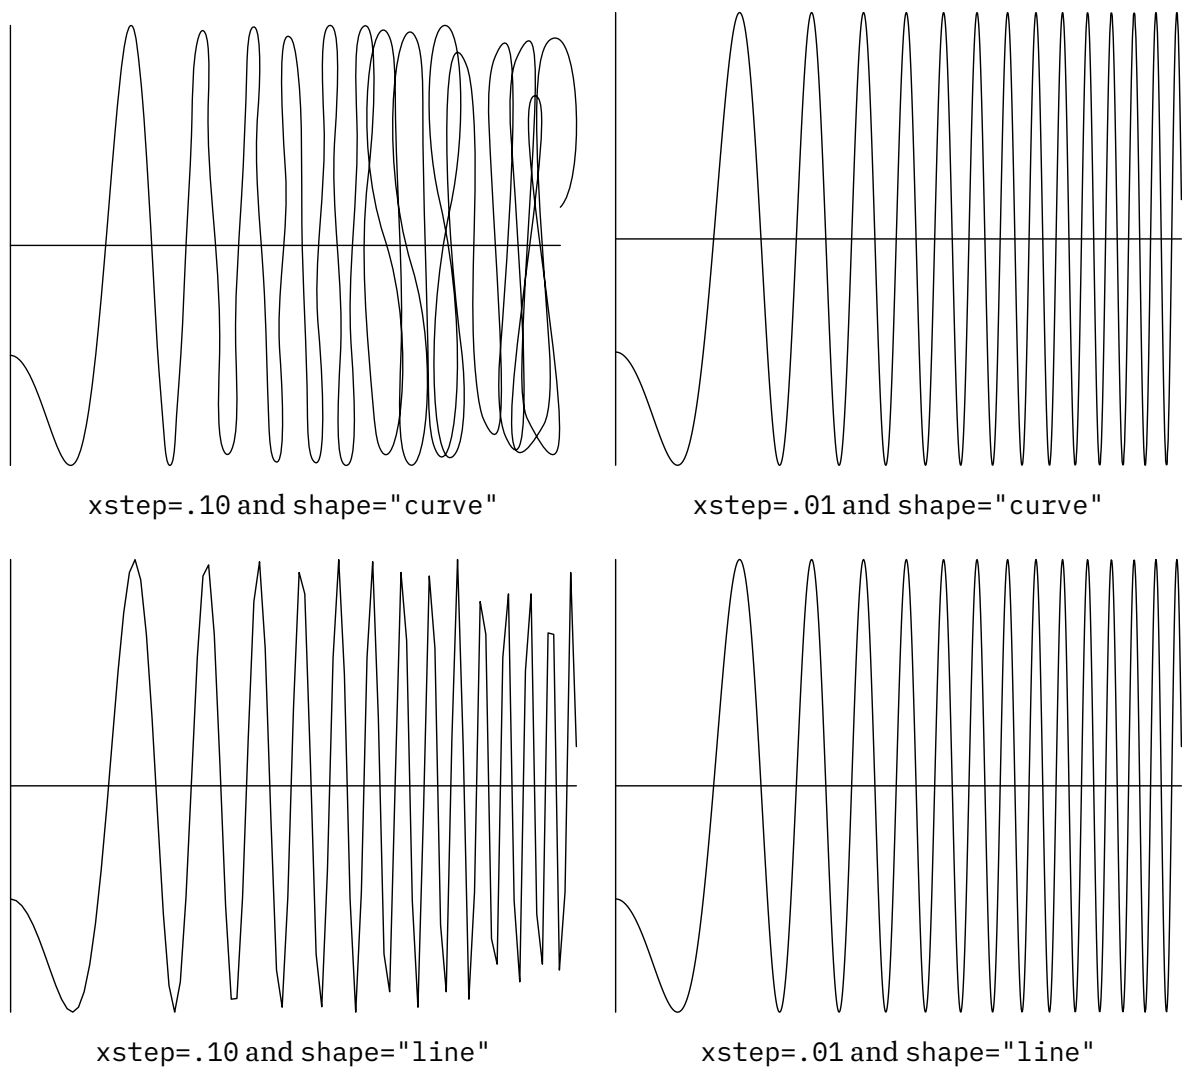 xstep=.10 and shape="curve"
xstep=.01 and shape="curve"
xstep=.10 and shape="line"
xstep=.01 and shape="line"